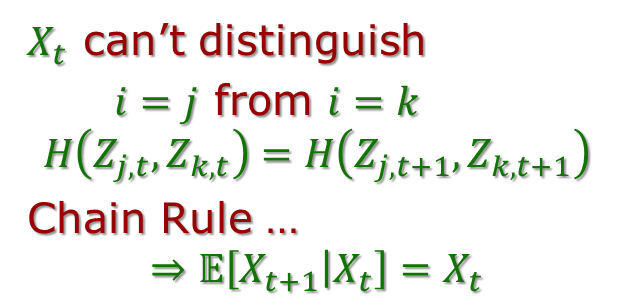 X_t can't distinguish
i = j from i = k
H(Z_{j,t}, Z_{k,t}) = H(Z_{j,t+1}, Z_{k,t+1})
Chain Rule …
⇒ 𝔼[X_{t+1}|X_t] = X_t